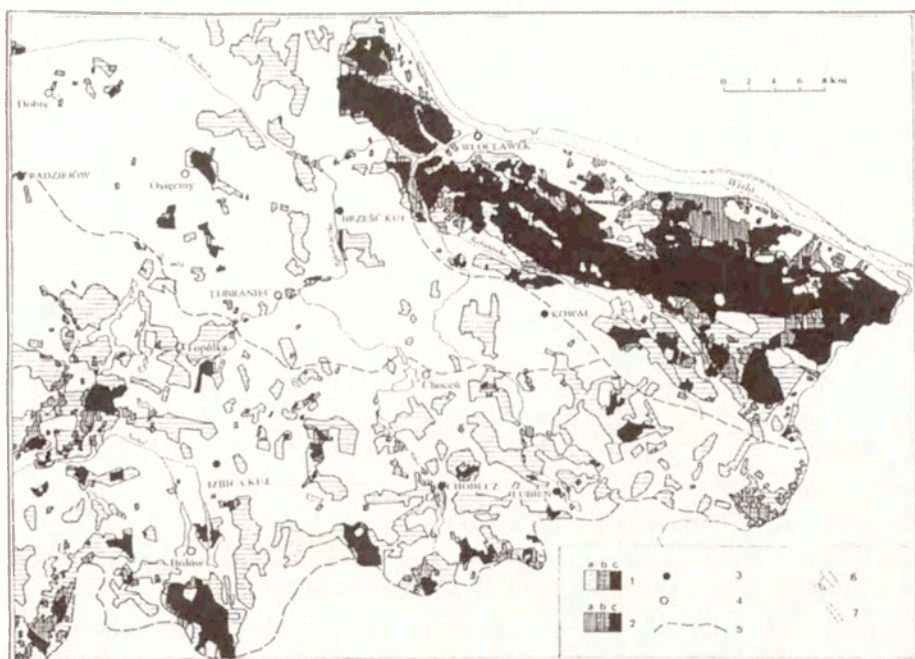 Dobre
RADZIEJÓW
Osięciny
WŁOCŁAWEK
Wisła
0 2 4 6 8 km
BRZEŚĆ KUJ.
LUBRANIEC
KOWAL
Topólka
Choceń
IZBICA KUJ.
CHODECZ
LUBIEŃ
a b c
1
a b c
2
3
4
5
6
7